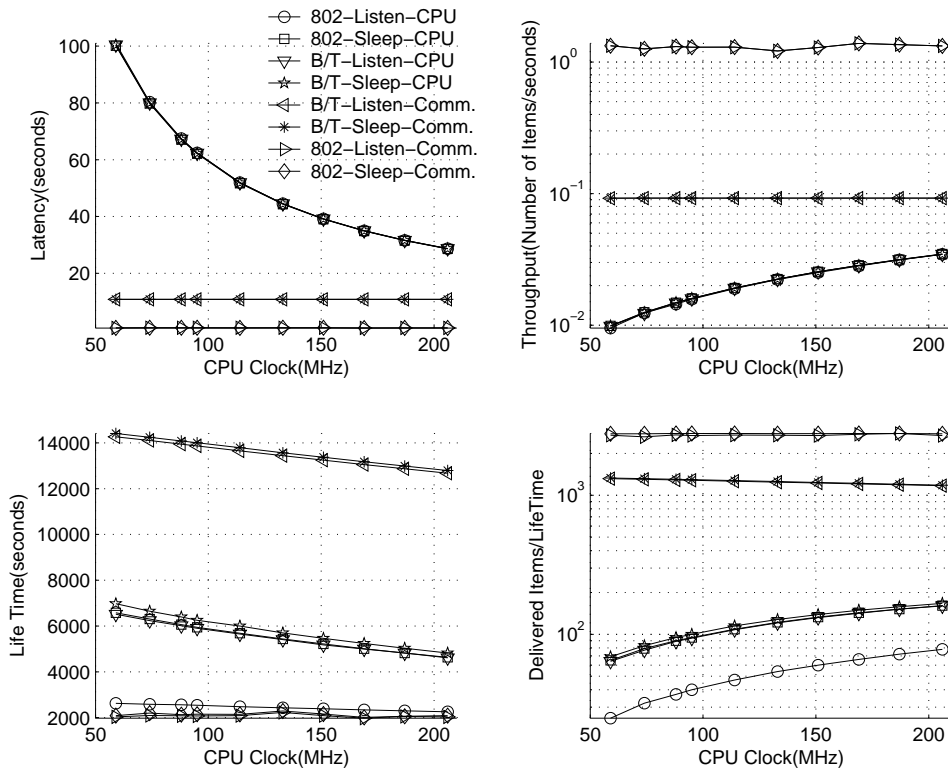 802−Listen−CPU
802−Sleep−CPU
B/T−Listen−CPU
B/T−Sleep−CPU
B/T−Listen−Comm.
B/T−Sleep−Comm.
802−Listen−Comm.
802−Sleep−Comm.
100
80
60
40
20
Latency(seconds)
50
100
150
200
CPU Clock(MHz)
10^0
10^−1
10^−2
Throughput(Number of Items/seconds)
50
100
150
200
CPU Clock(MHz)
14000
12000
10000
8000
6000
4000
2000
Life Time(seconds)
50
100
150
200
CPU Clock(MHz)
10^3
10^2
Delivered Items/LifeTime
50
100
150
200
CPU Clock(MHz)